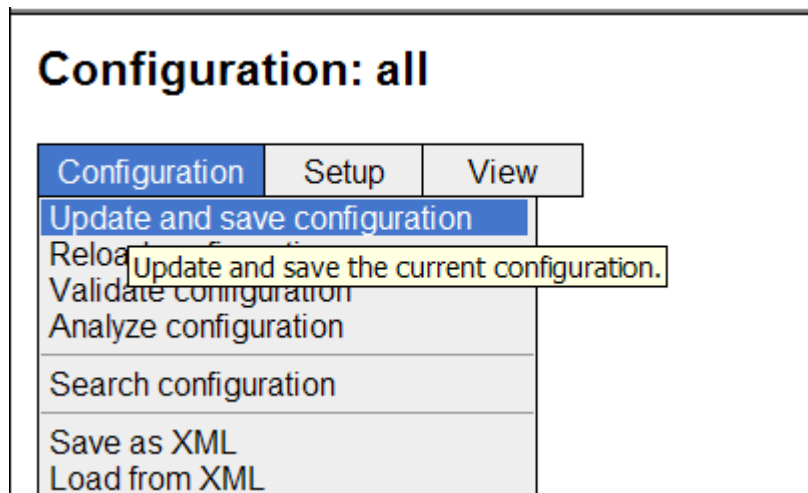 Configuration: all
Configuration Setup View
Update and save configuration
Reloa
Update and save the current configuration.
Validate configuration
Analyze configuration
Search configuration
Save as XML
Load from XML